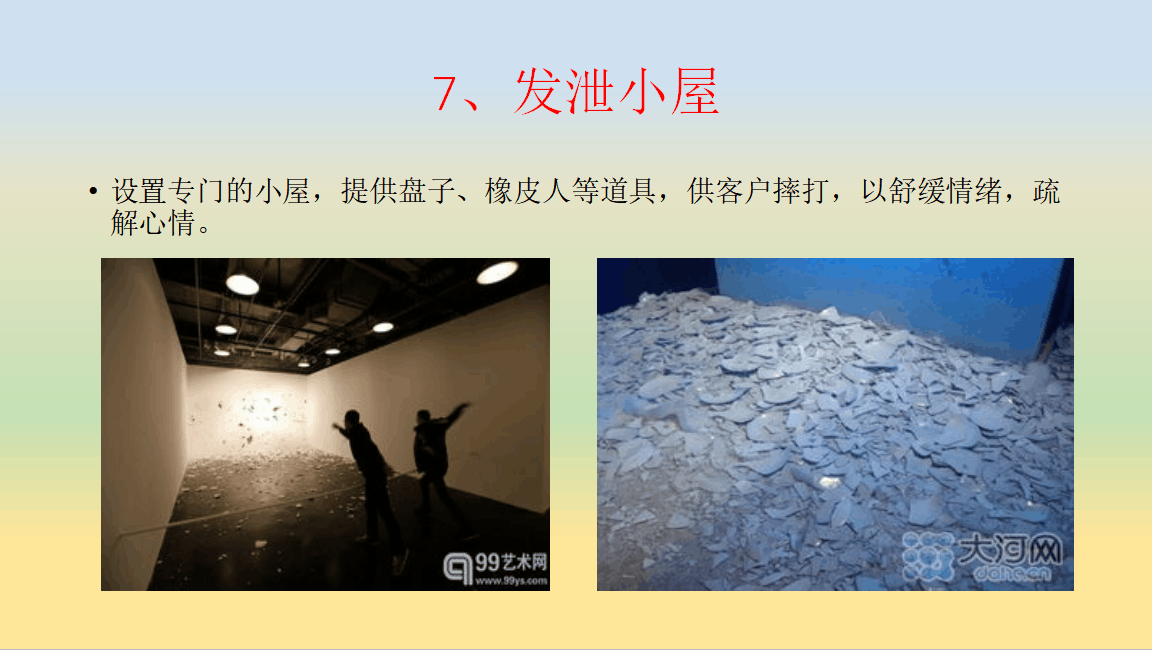 7、发泄小屋
• 设置专门的小屋，提供盘子、橡皮人等道具，供客户摔打，以舒缓情绪，疏
解心情。
99艺术网
www.99ys.com
大河网
dahe.cn